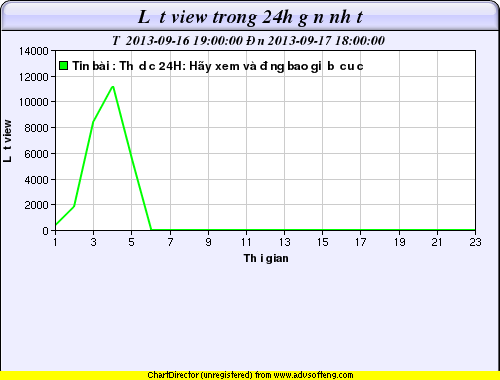 L t view trong 24h g n nh t
T 2013-09-16 19:00:00 Đ n 2013-09-17 18:00:00
14000
Tin bài : Th d c 24H: Hãy xem và đ ng bao gi b cu c
12000
10000
8000
6000
4000
2000
0
L t view
1 3 5 7 9 11 13 15 17 19 21 23
Th i gian
ChartDirector (unregistered) from www.advsofteng.com